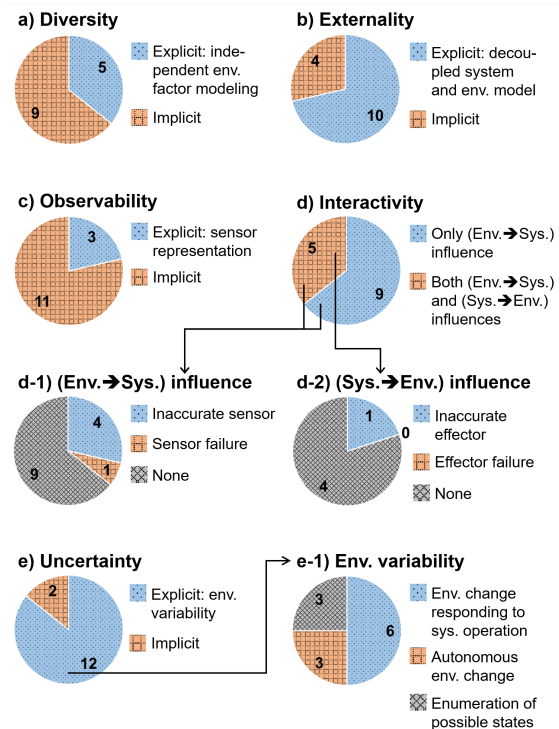 a) Diversity
5
9
Explicit: inde-
pendent env.
factor modeling
Implicit
b) Externality
4
10
Explicit: decou-
pled system
and env. model
Implicit
c) Observability
3
11
Explicit: sensor
representation
Implicit
d) Interactivity
5
9
Only (Env.➔Sys.)
influence
Both (Env.➔Sys.)
and (Sys.➔Env.)
influences
d-1) (Env.➔Sys.) influence
4
1
9
Inaccurate sensor
Sensor failure
None
d-2) (Sys.➔Env.) influence
1
0
4
Inaccurate
effector
Effector failure
None
e) Uncertainty
2
12
Explicit: env.
variability
Implicit
e-1) Env. variability
3
6
3
Env. change
responding to
sys. operation
Autonomous
env. change
Enumeration of
possible states